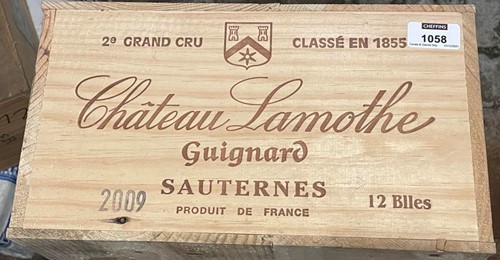 CHEFFINS
1058
2e GRAND CRU CLASSÉ EN 1855
Château Lamothe
Guignard
SAUTERNES
2009
12 Blles
PRODUIT DE FRANCE